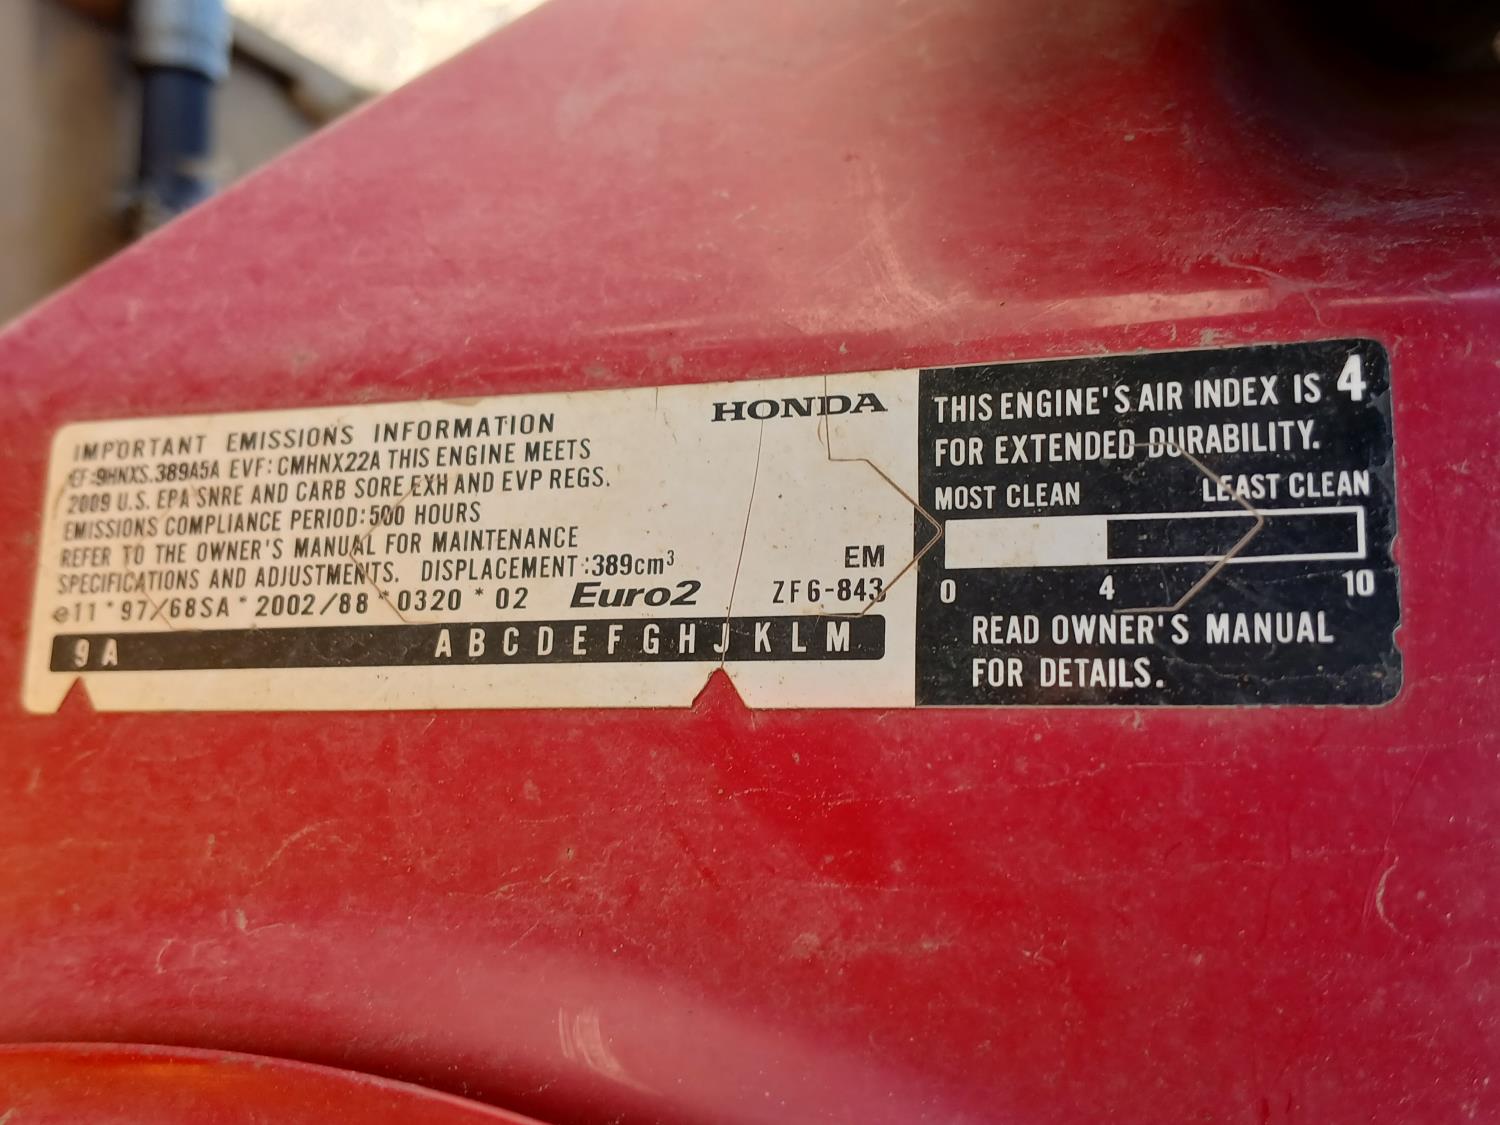 IMPORTANT EMISSIONS INFORMATION
EF:9HNXS.389A5A EVF:CMHNX22A THIS ENGINE MEETS
2009 U.S. EPA SNRE AND CARB SORE EXH AND EVP REGS.
EMISSIONS COMPLIANCE PERIOD:500 HOURS
REFER TO THE OWNER'S MANUAL FOR MAINTENANCE
SPECIFICATIONS AND ADJUSTMENTS. DISPLACEMENT:389cm³
e11*97/68SA*2002/88*0320*02 Euro2
HONDA
EM
ZF6-843
9 A A B C D E F G H J K L M
THIS ENGINE'S AIR INDEX IS 4
FOR EXTENDED DURABILITY.
MOST CLEAN LEAST CLEAN
0 4 10
READ OWNER'S MANUAL
FOR DETAILS.